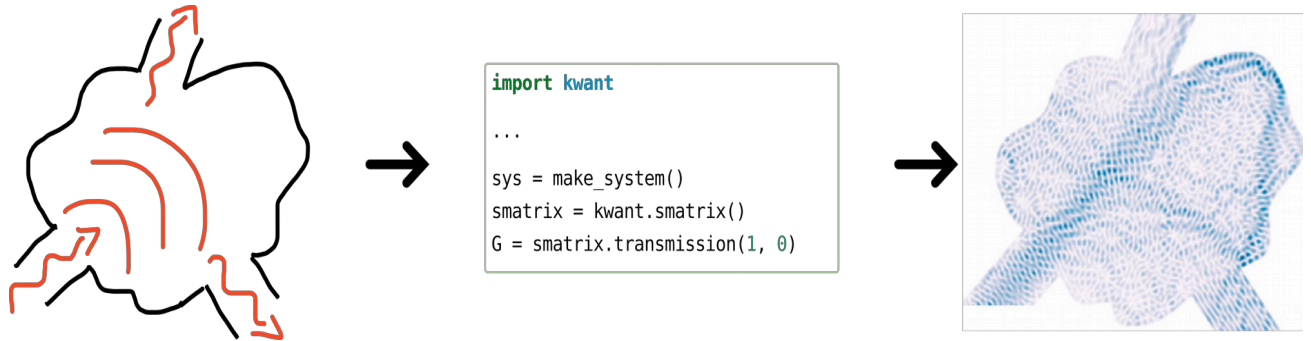 import kwant
...
sys = make_system()
smatrix = kwant.smatrix()
G = smatrix.transmission(1, 0)